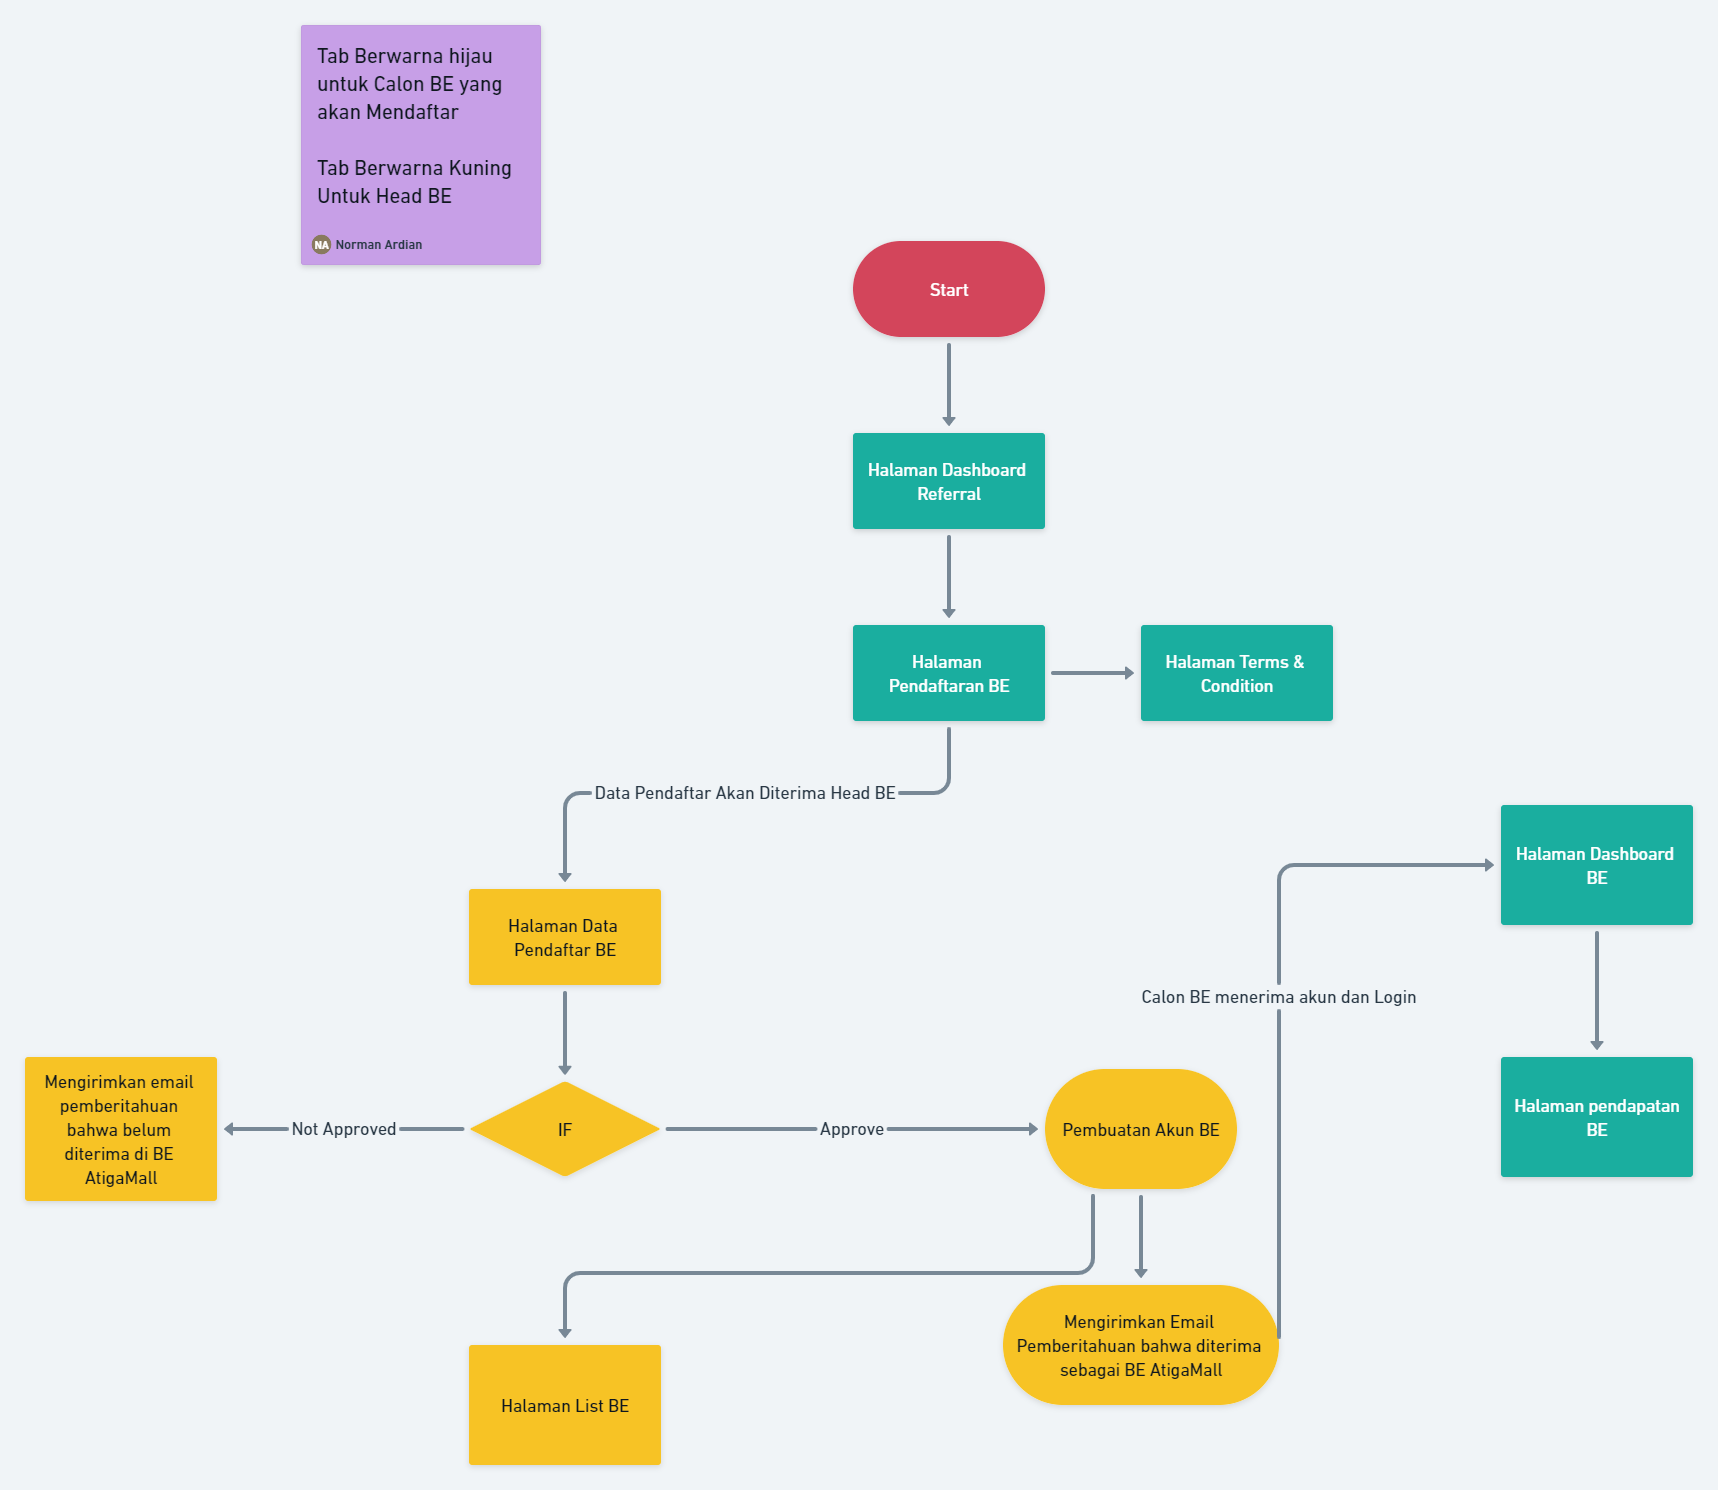 Tab Berwarna hijau
untuk Calon BE yang
akan Mendaftar
Tab Berwarna Kuning
Untuk Head BE
NA Norman Ardian
Start
Halaman Dashboard
Referral
Halaman
Pendaftaran BE
Halaman Terms &
Condition
Data Pendaftar Akan Diterima Head BE
Halaman Data
Pendaftar BE
Halaman Dashboard
BE
Calon BE menerima akun dan Login
Mengirimkan email
pemberitahuan
bahwa belum
diterima di BE
AtigaMall
Not Approved
IF
Approve
Pembuatan Akun BE
Halaman pendapatan
BE
Mengirimkan Email
Pemberitahuan bahwa diterima
sebagai BE AtigaMall
Halaman List BE